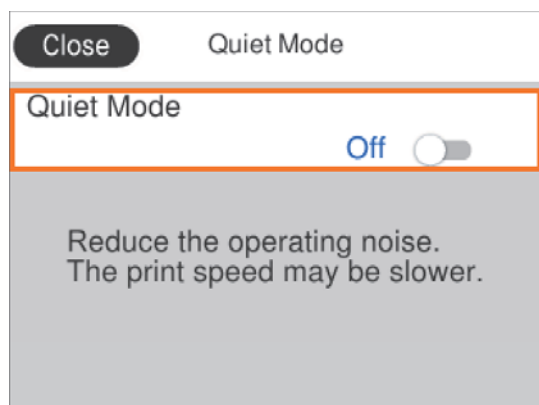 Close Quiet Mode
Quiet Mode
Off
Reduce the operating noise.
The print speed may be slower.